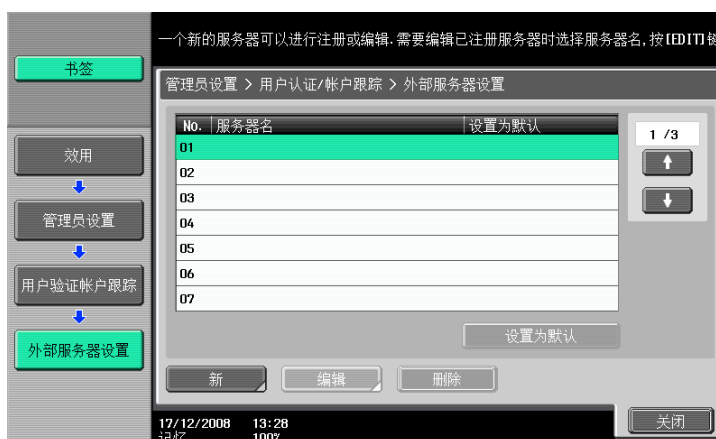 一个新的服务器可以进行注册或编辑.需要编辑已注册服务器时选择服务器名,按[EDIT]键
书签
管理员设置 > 用户认证/帐户跟踪 > 外部服务器设置
No. 服务器名 设置为默认
1 /3
01
02
03
04
05
06
07
效用
管理员设置
用户验证帐户跟踪
外部服务器设置
设置为默认
新 编辑 删除
17/12/2008 13:28
记忆 100%
关闭